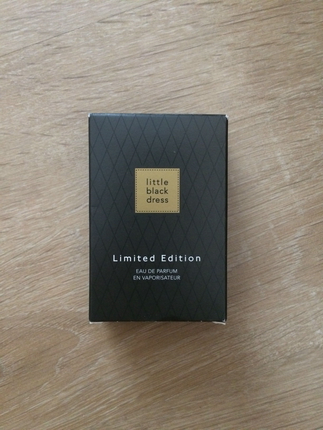 little
black
dress
Limited Edition
EAU DE PARFUM
EN VAPORISATEUR